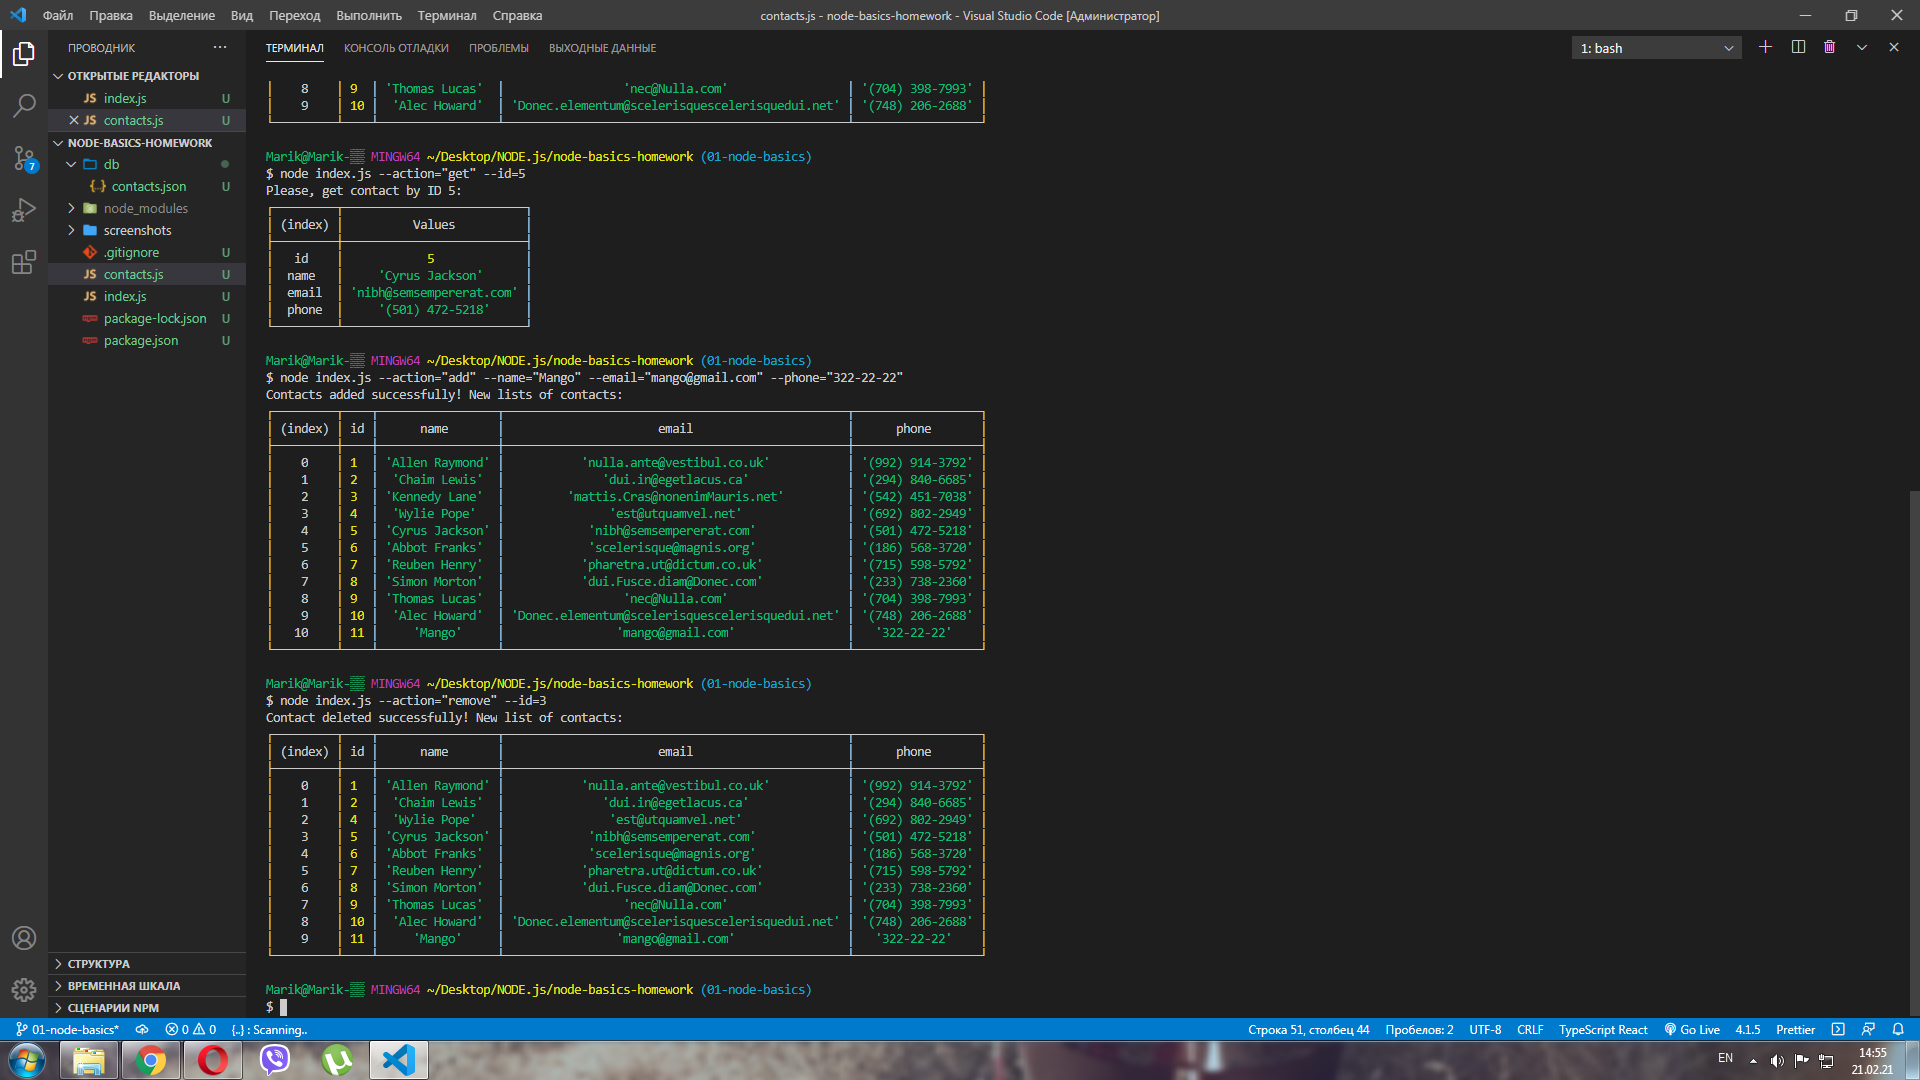 Файл Правка Выделение Вид Переход Выполнить Терминал Справка
contacts.js - node-basics-homework - Visual Studio Code [Администратор]
ПРОВОДНИК ...
ОТКРЫТЫЕ РЕДАКТОРЫ
JS index.js U
JS contacts.js U
NODE-BASICS-HOMEWORK
db
contacts.json U
node_modules
screenshots
.gitignore U
JS contacts.js U
JS index.js U
package-lock.json U
package.json U
7
СТРУКТУРА
ВРЕМЕННАЯ ШКАЛА
СЦЕНАРИИ NPM
ТЕРМИНАЛ КОНСОЛЬ ОТЛАДКИ ПРОБЛЕМЫ ВЫХОДНЫЕ ДАННЫЕ
1: bash
8 9 'Thomas Lucas' 'nec@Nulla.com' '(704) 398-7993'
9 10 'Alec Howard' 'Donec.elementum@scelerisquescelerisquedui.net' '(748) 206-2688'
Marik@Marik- MINGW64 ~/Desktop/NODE.js/node-basics-homework (01-node-basics)
$ node index.js --action="get" --id=5
Please, get contact by ID 5:
(index) Values
id 5
name 'Cyrus Jackson'
email 'nibh@semsempererat.com'
phone '(501) 472-5218'
Marik@Marik- MINGW64 ~/Desktop/NODE.js/node-basics-homework (01-node-basics)
$ node index.js --action="add" --name="Mango" --email="mango@gmail.com" --phone="322-22-22"
Contacts added successfully! New lists of contacts:
(index) id name email phone
0 1 'Allen Raymond' 'nulla.ante@vestibul.co.uk' '(992) 914-3792'
1 2 'Chaim Lewis' 'dui.in@egetlacus.ca' '(294) 840-6685'
2 3 'Kennedy Lane' 'mattis.Cras@nonenimMauris.net' '(542) 451-7038'
3 4 'Wylie Pope' 'est@utquamvel.net' '(692) 802-2949'
4 5 'Cyrus Jackson' 'nibh@semsempererat.com' '(501) 472-5218'
5 6 'Abbot Franks' 'scelerisque@magnis.org' '(186) 568-3720'
6 7 'Reuben Henry' 'pharetra.ut@dictum.co.uk' '(715) 598-5792'
7 8 'Simon Morton' 'dui.Fusce.diam@Donec.com' '(233) 738-2360'
8 9 'Thomas Lucas' 'nec@Nulla.com' '(704) 398-7993'
9 10 'Alec Howard' 'Donec.elementum@scelerisquescelerisquedui.net' '(748) 206-2688'
10 11 'Mango' 'mango@gmail.com' '322-22-22'
Marik@Marik- MINGW64 ~/Desktop/NODE.js/node-basics-homework (01-node-basics)
$ node index.js --action="remove" --id=3
Contact deleted successfully! New list of contacts:
(index) id name email phone
0 1 'Allen Raymond' 'nulla.ante@vestibul.co.uk' '(992) 914-3792'
1 2 'Chaim Lewis' 'dui.in@egetlacus.ca' '(294) 840-6685'
2 4 'Wylie Pope' 'est@utquamvel.net' '(692) 802-2949'
3 5 'Cyrus Jackson' 'nibh@semsempererat.com' '(501) 472-5218'
4 6 'Abbot Franks' 'scelerisque@magnis.org' '(186) 568-3720'
5 7 'Reuben Henry' 'pharetra.ut@dictum.co.uk' '(715) 598-5792'
6 8 'Simon Morton' 'dui.Fusce.diam@Donec.com' '(233) 738-2360'
7 9 'Thomas Lucas' 'nec@Nulla.com' '(704) 398-7993'
8 10 'Alec Howard' 'Donec.elementum@scelerisquescelerisquedui.net' '(748) 206-2688'
9 11 'Mango' 'mango@gmail.com' '322-22-22'
Marik@Marik- MINGW64 ~/Desktop/NODE.js/node-basics-homework (01-node-basics)
$
01-node-basics* 0 0 {..} : Scanning.. Строка 51, столбец 44 Пробелов: 2 UTF-8 CRLF TypeScript React Go Live 4.1.5 Prettier
EN 14:55
21.02.21